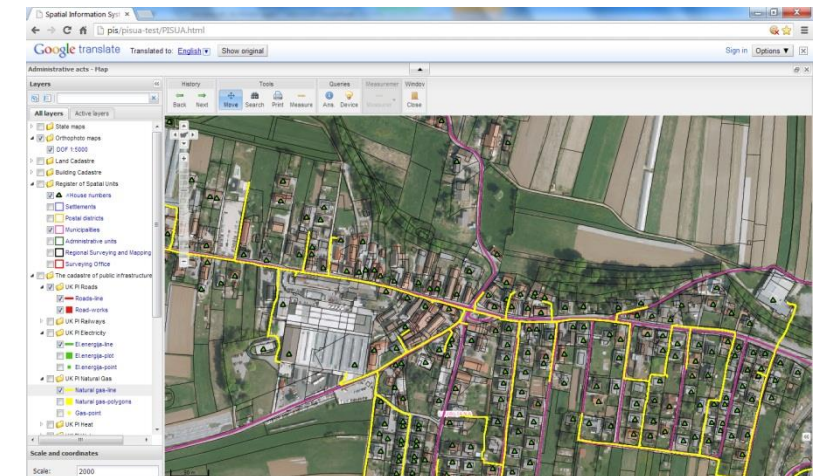 Spatial Information Syst
pis/pisua-test/PISUA.html
Google translate Translated to: English Show original Sign in Options
Administrative acts - Map
Layers
History Tools Queries Measuremen Window
Back Next Move Search Print Measure Area Device Close
All layers Active layers
State maps
Orthophoto maps
DOF 1:5000
Land Cadastre
Building Cadastre
Register of Spatial Units
=House numbers
Settlements
Postal districts
Municipalities
Administrative units
Regional Surveying and Mapping
Surveying Office
The cadastre of public infrastructure
UK PI Roads
Roads-line
Road-works
UK PI Railways
UK PI Electricity
El.energija-line
El.energija-plot
El.energija-point
UK PI Natural Gas
Natural gas-line
Natural gas-polygons
Gas-point
UK PI Heat
Scale and coordinates
Scale: 2000